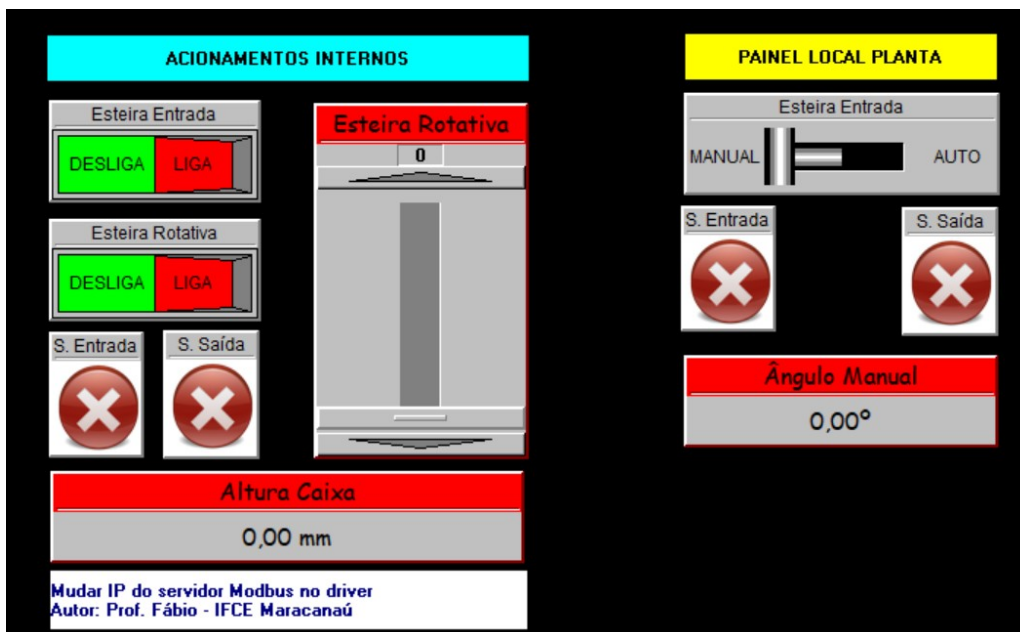 ACIONAMENTOS INTERNOS
Esteira Entrada
DESLIGA LIGA
Esteira Rotativa
DESLIGA LIGA
S. Entrada
S. Saída
Esteira Rotativa
0
Altura Caixa
0,00 mm
Mudar IP do servidor Modbus no driver
Autor: Prof. Fábio - IFCE Maracanaú
PAINEL LOCAL PLANTA
Esteira Entrada
MANUAL AUTO
S. Entrada
S. Saída
Ângulo Manual
0,00º